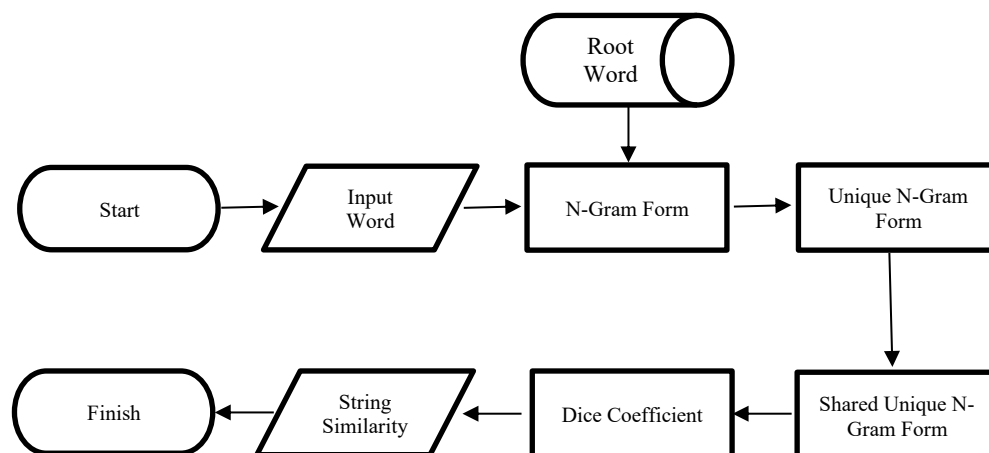 Root
Word
Start
Input
Word
N-Gram Form
Unique N-Gram
Form
Finish
String
Similarity
Dice Coefficient
Shared Unique N-
Gram Form